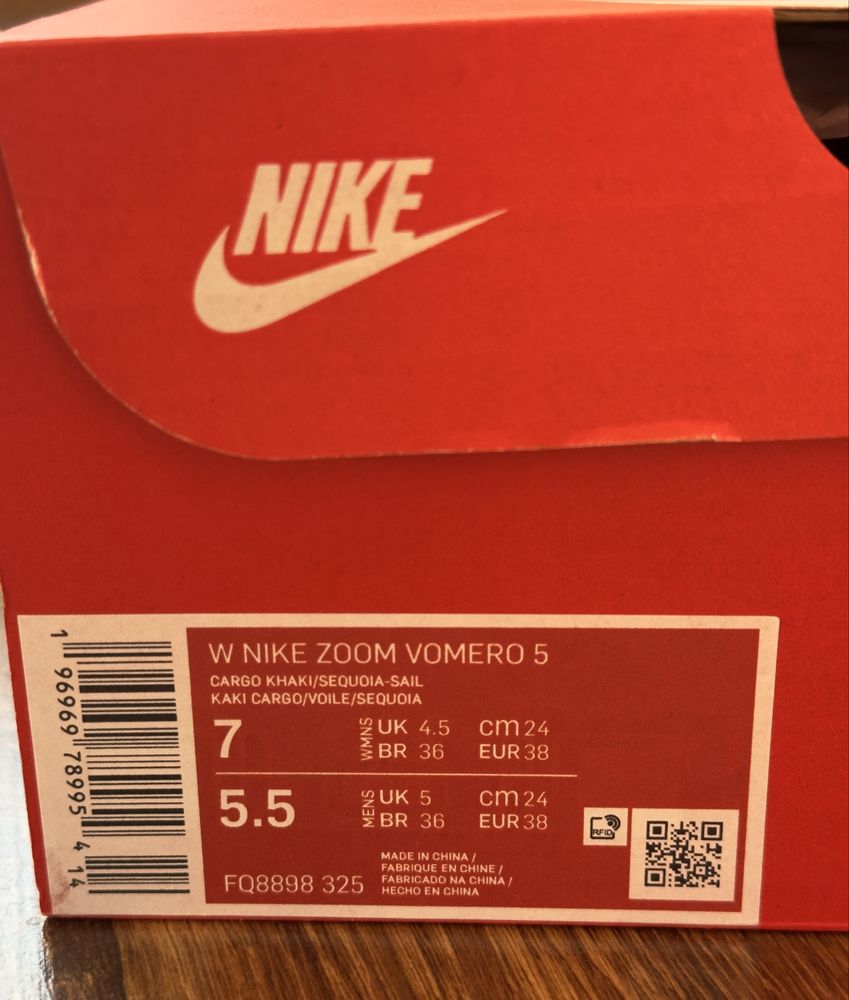 NIKE
W NIKE ZOOM VOMERO 5
CARGO KHAKI/SEQUOIA-SAIL
KAKI CARGO/VOILE/SEQUOIA
7 WMNS UK 4.5 cm 24
BR 36 EUR 38
5.5 MENS UK 5 cm 24
BR 36 EUR 38
FQ8898 325
MADE IN CHINA /
FABRIQUE EN CHINE /
FABRICADO NA CHINA /
HECHO EN CHINA
RFID
1 96969 78995 4 14